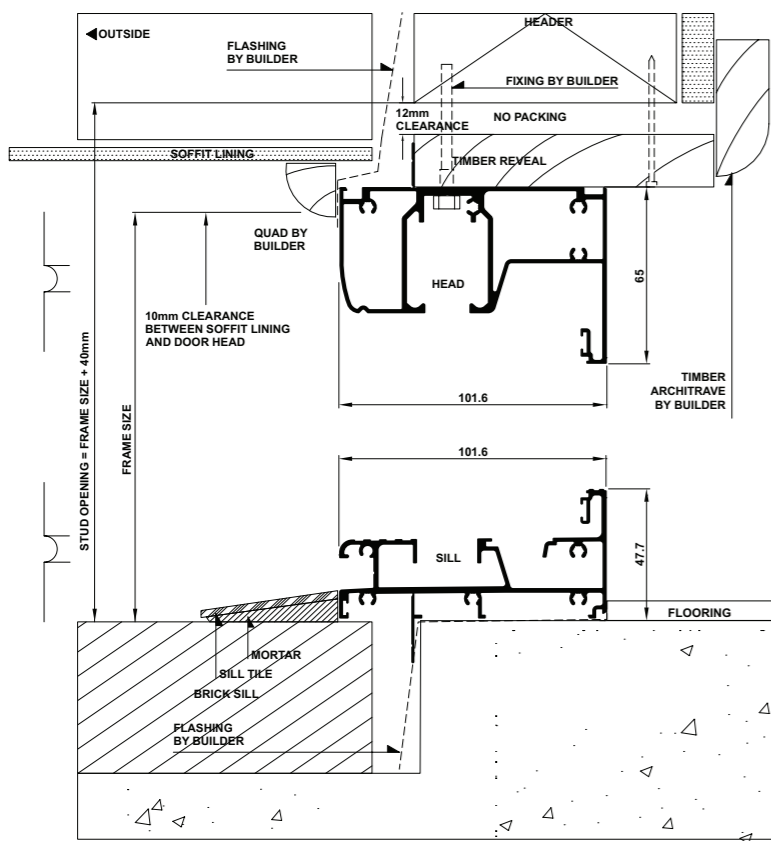 HEADER
OUTSIDE
FLASHING
BY BUILDER
FIXING BY BUILDER
12mm
CLEARANCE
NO PACKING
SOFFIT LINING
TIMBER REVEAL
QUAD BY
BUILDER
HEAD
65
10mm CLEARANCE
BETWEEN SOFFIT LINING
AND DOOR HEAD
TIMBER
ARCHITRAVE
BY BUILDER
101.6
STUD OPENING = FRAME SIZE + 40mm
FRAME SIZE
101.6
SILL
47.7
FLOORING
MORTAR
SILL TILE
BRICK SILL
FLASHING
BY BUILDER